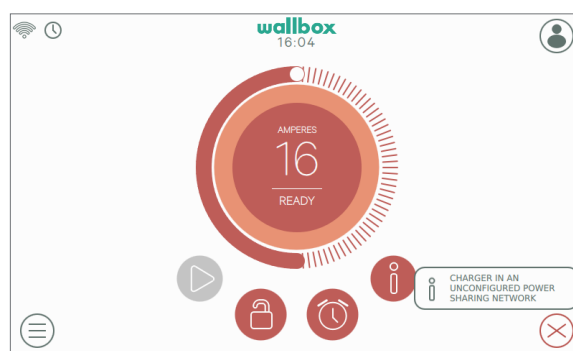 wallbox
16:04
AMPERES
16
READY
CHARGER IN AN
UNCONFIGURED POWER
SHARING NETWORK